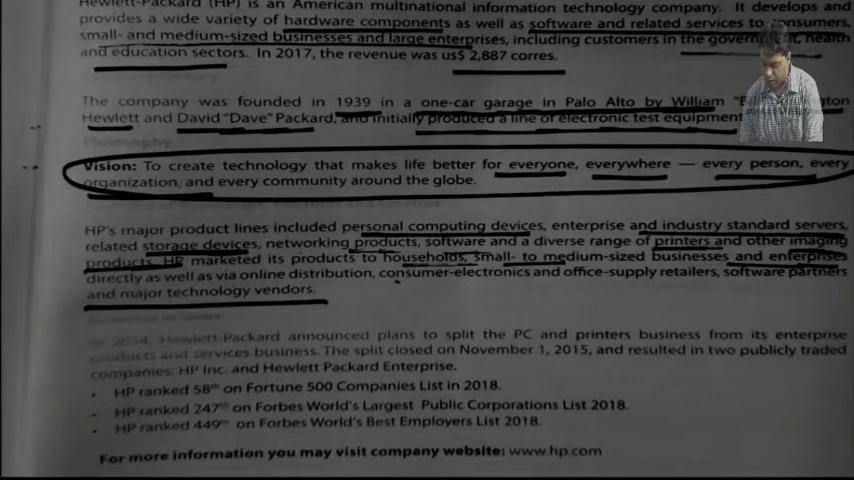 Hewlett-Packard (HP) is an American multinational information technology company. It develops and
provides a wide variety of hardware components as well as software and related services to consumers,
small- and medium-sized businesses and large enterprises, including customers in the government, health
and education sectors. In 2017, the revenue was us$ 2,887 corres.
The company was founded in 1939 in a one-car garage in Palo Alto by William
Hewlett and David "Dave" Packard, and initially produced a line of electronic test equipment
Philosophy
Vision: To create technology that makes life better for everyone, everywhere — every person, every
organization, and every community around the globe.
HP's major product lines included personal computing devices, enterprise and industry standard servers,
related storage devices, networking products, software and a diverse range of printers and other imaging
products. HP marketed its products to households, small- to medium-sized businesses and enterprises
directly as well as via online distribution, consumer-electronics and office-supply retailers, software partners
and major technology vendors.
In 2014, Hewlett-Packard announced plans to split the PC and printers business from its enterprise
products and services business. The split closed on November 1, 2015, and resulted in two publicly traded
companies: HP Inc. and Hewlett Packard Enterprise.
• HP ranked 58th on Fortune 500 Companies List in 2018.
• HP ranked 247th on Forbes World's Largest Public Corporations List 2018.
• HP ranked 449th on Forbes World's Best Employers List 2018.
For more information you may visit company website: www.hp.com